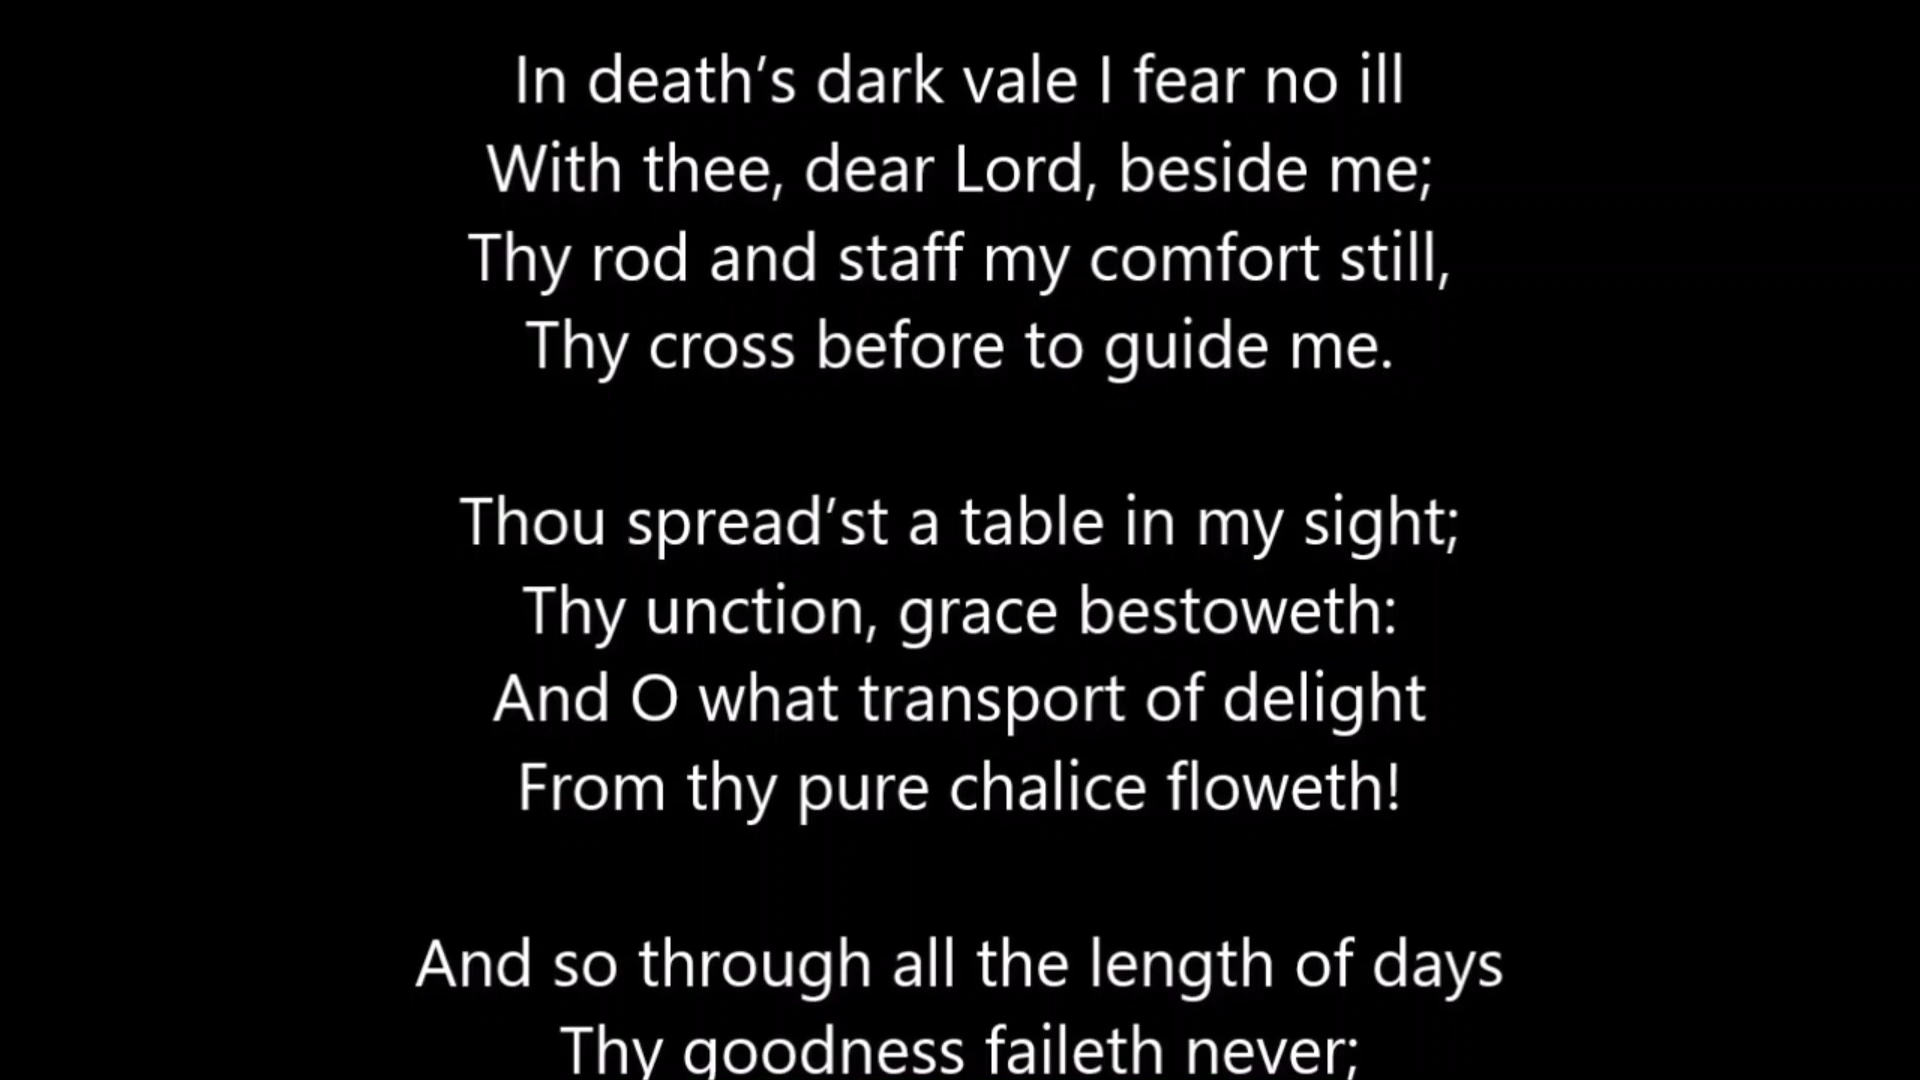 In death’s dark vale I fear no ill
With thee, dear Lord, beside me;
Thy rod and staff my comfort still,
Thy cross before to guide me.
Thou spread’st a table in my sight;
Thy unction, grace bestoweth:
And O what transport of delight
From thy pure chalice floweth!
And so through all the length of days
Thy goodness faileth never;